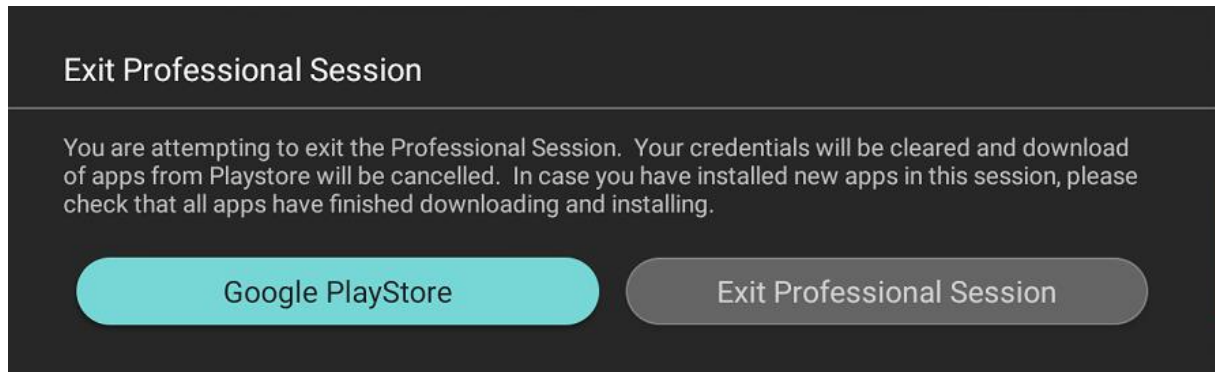 Exit Professional Session
You are attempting to exit the Professional Session.  Your credentials will be cleared and download
of apps from Playstore will be cancelled.  In case you have installed new apps in this session, please
check that all apps have finished downloading and installing.
Google PlayStore
Exit Professional Session